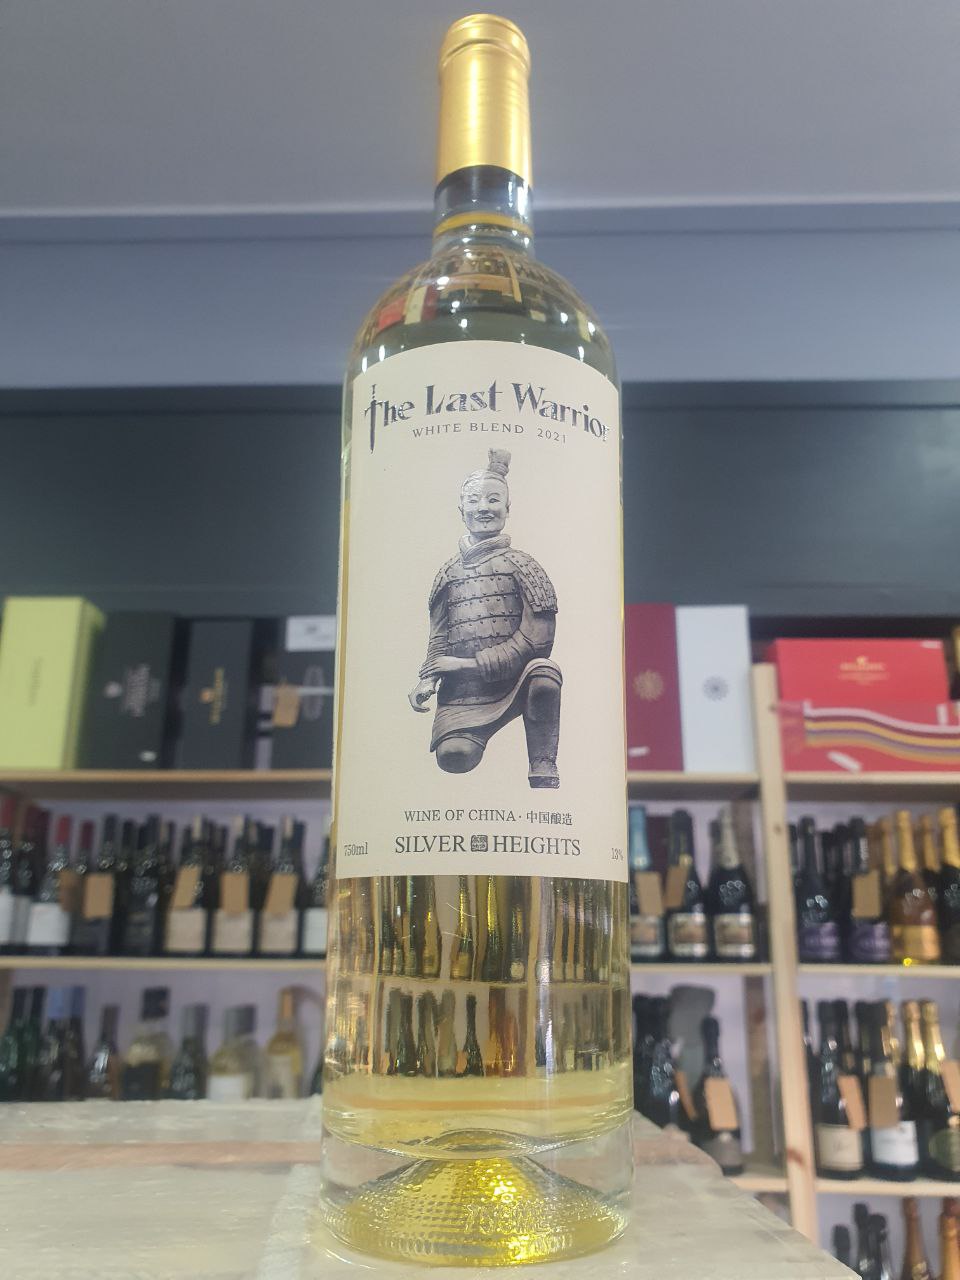 The Last Warrior
WHITE BLEND 2021
WINE OF CHINA · 中国酿造
750ml SILVER HEIGHTS 13%